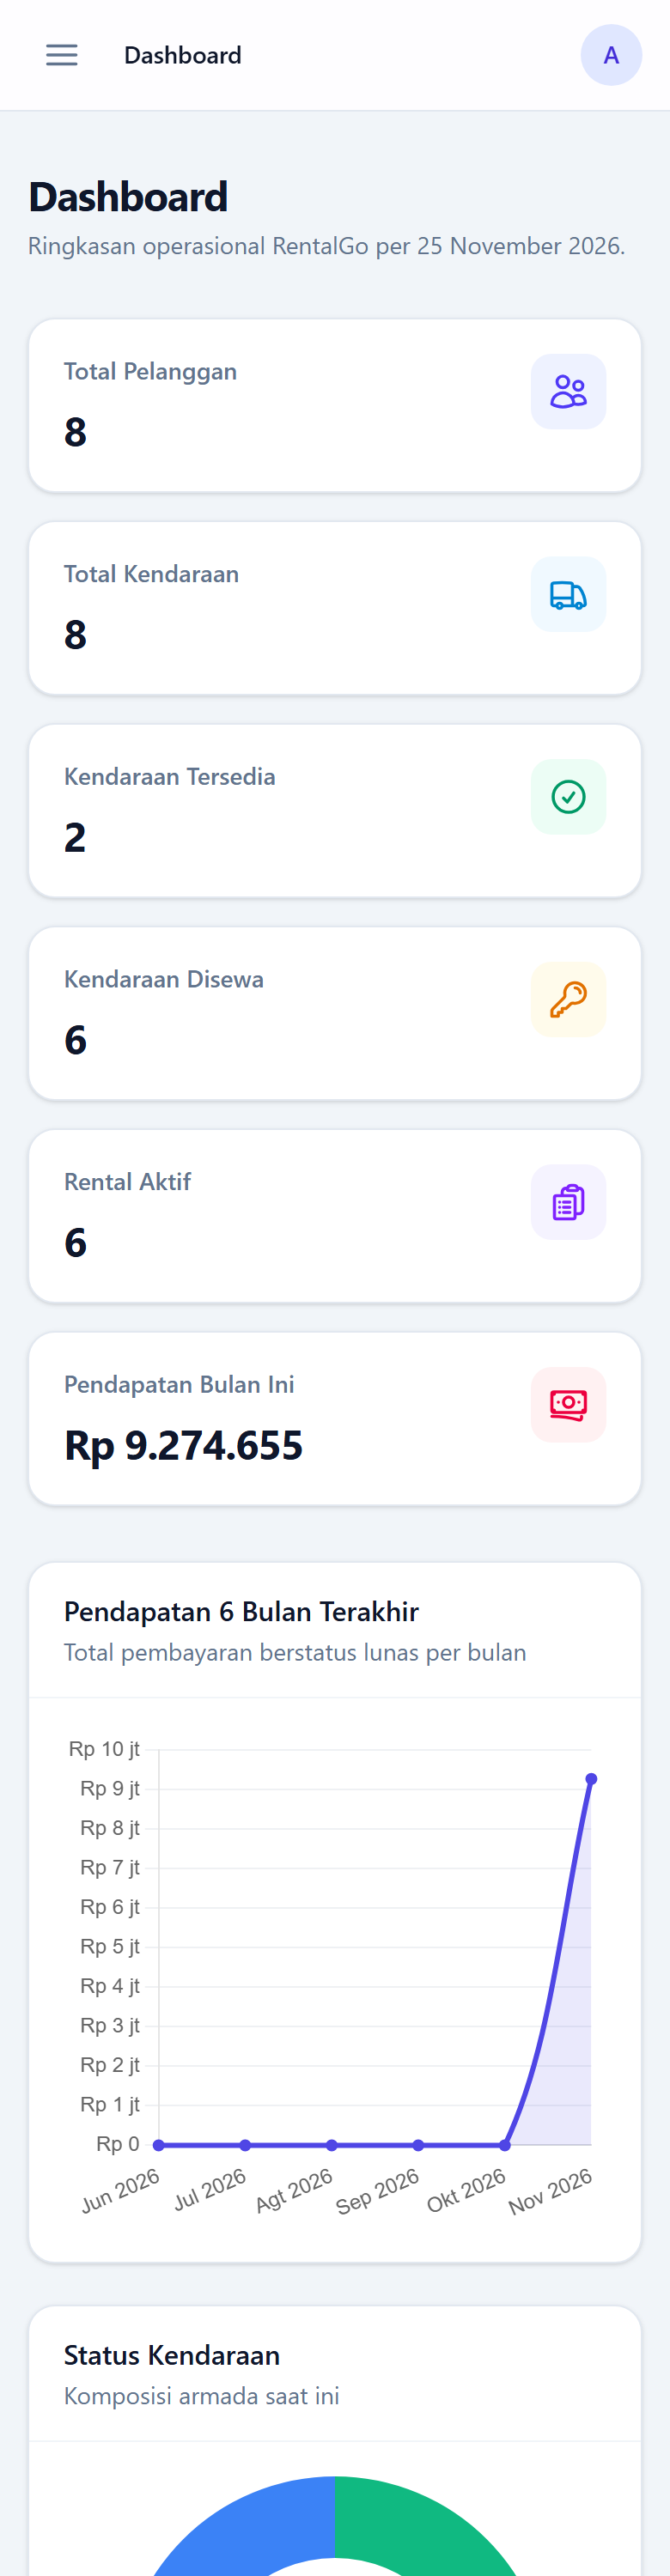 Dashboard
A
Dashboard
Ringkasan operasional RentalGo per 25 November 2026.
Total Pelanggan
8
Total Kendaraan
8
Kendaraan Tersedia
2
Kendaraan Disewa
6
Rental Aktif
6
Pendapatan Bulan Ini
Rp 9.274.655
Pendapatan 6 Bulan Terakhir
Total pembayaran berstatus lunas per bulan
Rp 10 jt
Rp 9 jt
Rp 8 jt
Rp 7 jt
Rp 6 jt
Rp 5 jt
Rp 4 jt
Rp 3 jt
Rp 2 jt
Rp 1 jt
Rp 0
Jun 2026
Jul 2026
Agt 2026
Sep 2026
Okt 2026
Nov 2026
Status Kendaraan
Komposisi armada saat ini